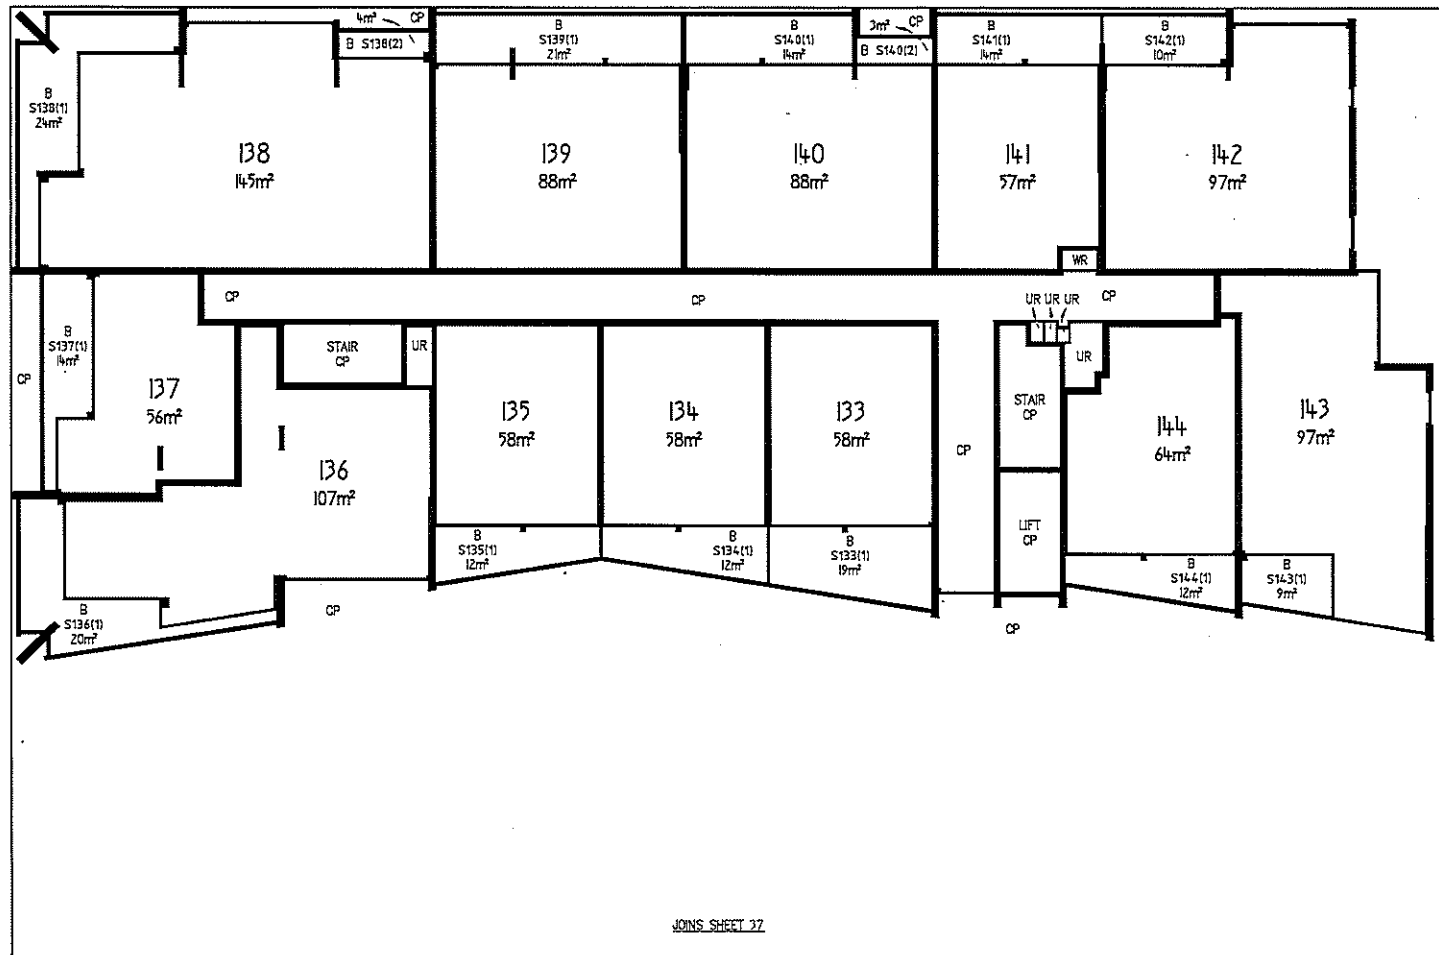 4m² CP
B S138(2)
B
S139(1)
21m²
B
S140(1)
14m²
3m² CP
B S140(2)
B
S141(1)
14m²
B
S142(1)
10m²
B
S138(1)
24m²
138
145m²
139
88m²
140
88m²
141
57m²
142
97m²
WR
CP
CP
CP
UR UR UR
B
S137(1)
14m²
CP
137
56m²
STAIR
CP
UR
136
107m²
135
58m²
134
58m²
133
58m²
CP
STAIR
CP
UR
144
64m²
143
97m²
LIFT
CP
B
S135(1)
12m²
B
S134(1)
12m²
B
S133(1)
19m²
B
S144(1)
12m²
B
S143(1)
9m²
B
S136(1)
20m²
CP
CP
JOINS SHEET 37